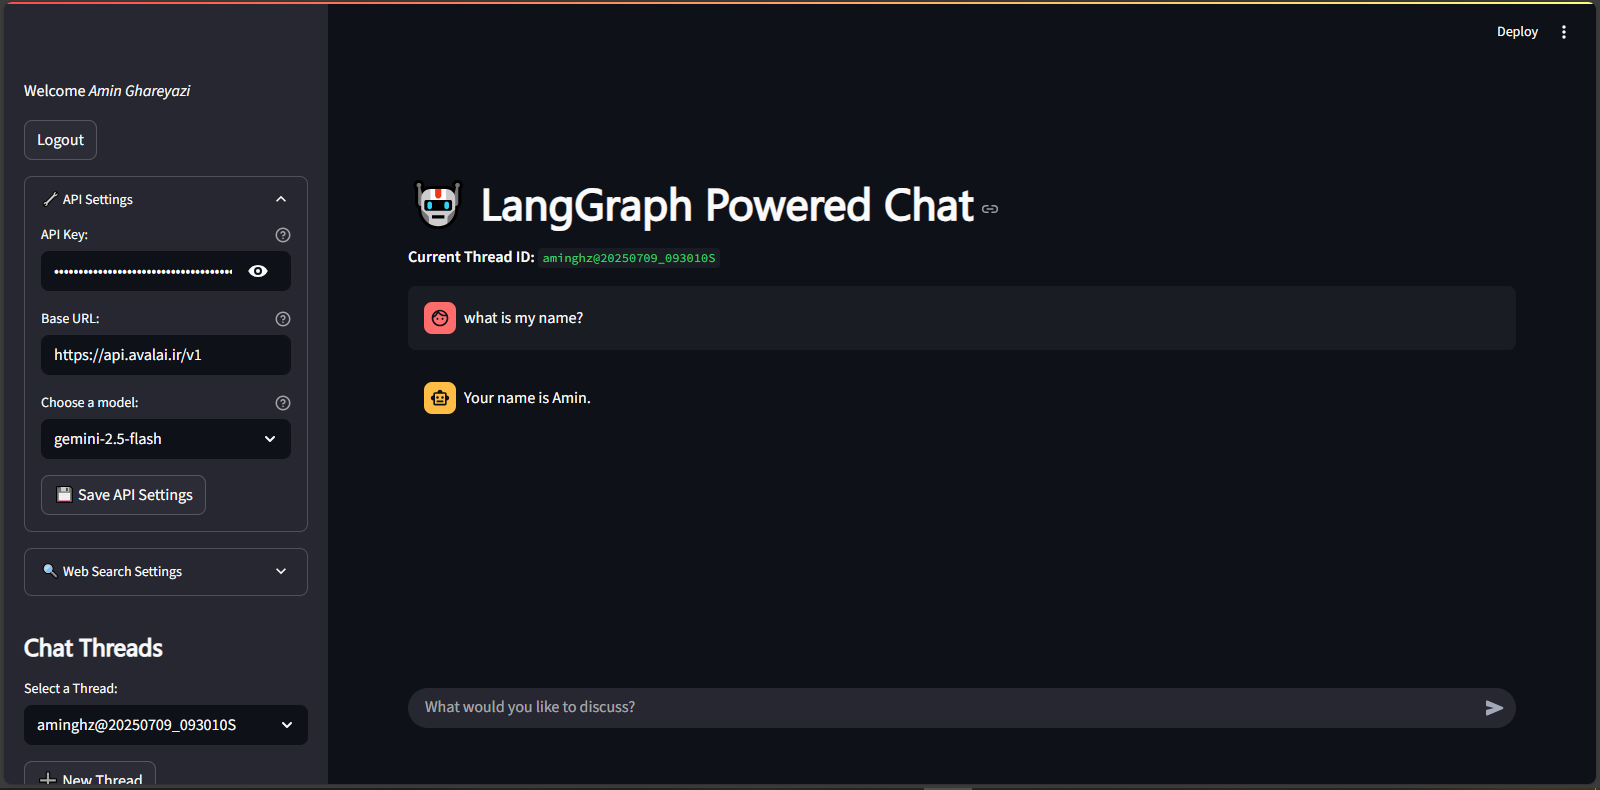 Deploy
Welcome Amin Ghareyazi
Logout
API Settings
API Key:
••••••••••••••••••••••••••••••••••••
Base URL:
https://api.avalai.ir/v1
Choose a model:
gemini-2.5-flash
Save API Settings
Web Search Settings
Chat Threads
Select a Thread:
aminghz@20250709_093010S
New Thread
LangGraph Powered Chat
Current Thread ID: aminghz@20250709_093010S
what is my name?
Your name is Amin.
What would you like to discuss?